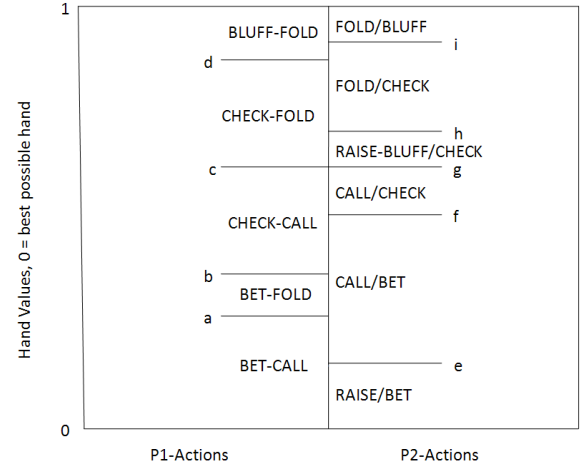 1
BLUFF-FOLD
FOLD/BLUFF
i
d
FOLD/CHECK
CHECK-FOLD
h
RAISE-BLUFF/CHECK
c
g
CALL/CHECK
f
CHECK-CALL
b
CALL/BET
BET-FOLD
a
BET-CALL
e
RAISE/BET
0
Hand Values, 0 = best possible hand
P1-Actions
P2-Actions